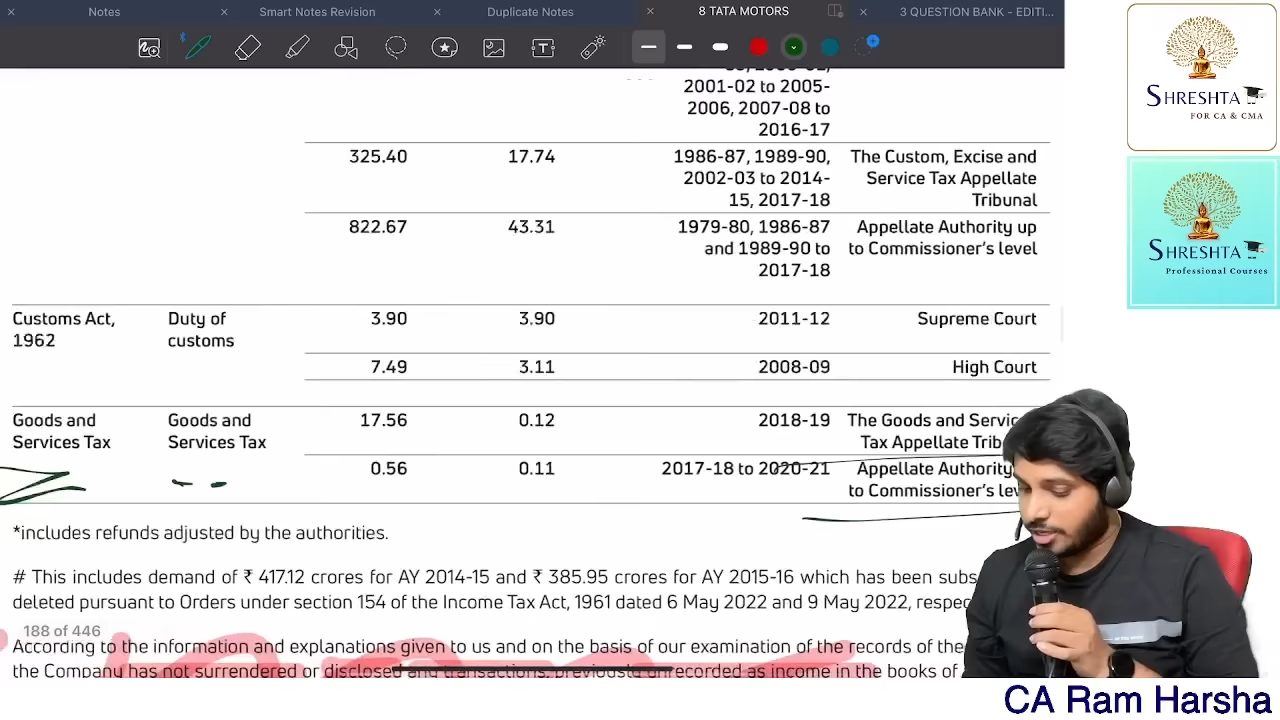 Notes
Smart Notes Revision
Duplicate Notes
8 TATA MOTORS
3 QUESTION BANK - EDITI...
2001-02 to 2005-
2006, 2007-08 to
2016-17
325.40 17.74 1986-87, 1989-90, The Custom, Excise and
2002-03 to 2014- Service Tax Appellate
15, 2017-18 Tribunal
822.67 43.31 1979-80, 1986-87 Appellate Authority up
and 1989-90 to to Commissioner's level
2017-18
Customs Act, Duty of 3.90 3.90 2011-12 Supreme Court
1962 customs
7.49 3.11 2008-09 High Court
Goods and Goods and 17.56 0.12 2018-19 The Goods and
Services Tax Services Tax Tax Appellate
0.56 0.11 2017-18 to 2020-21 Appellate Authority
to Commissioner's
*includes refunds adjusted by the authorities.
# This includes demand of ₹ 417.12 crores for AY 2014-15 and ₹ 385.95 crores for AY 2015-16 which has been
deleted pursuant to Orders under section 154 of the Income Tax Act, 1961 dated 6 May 2022 and 9 May 2022,
188 of 446
According to the information and explanations given to us and on the basis of our examination of the records of the
the Company has not surrendered or disclosed any transactions, previously unrecorded as income in the books of
SHRESHTA
FOR CA & CMA
SHRESHTA
Professional Courses
CA Ram Harsha